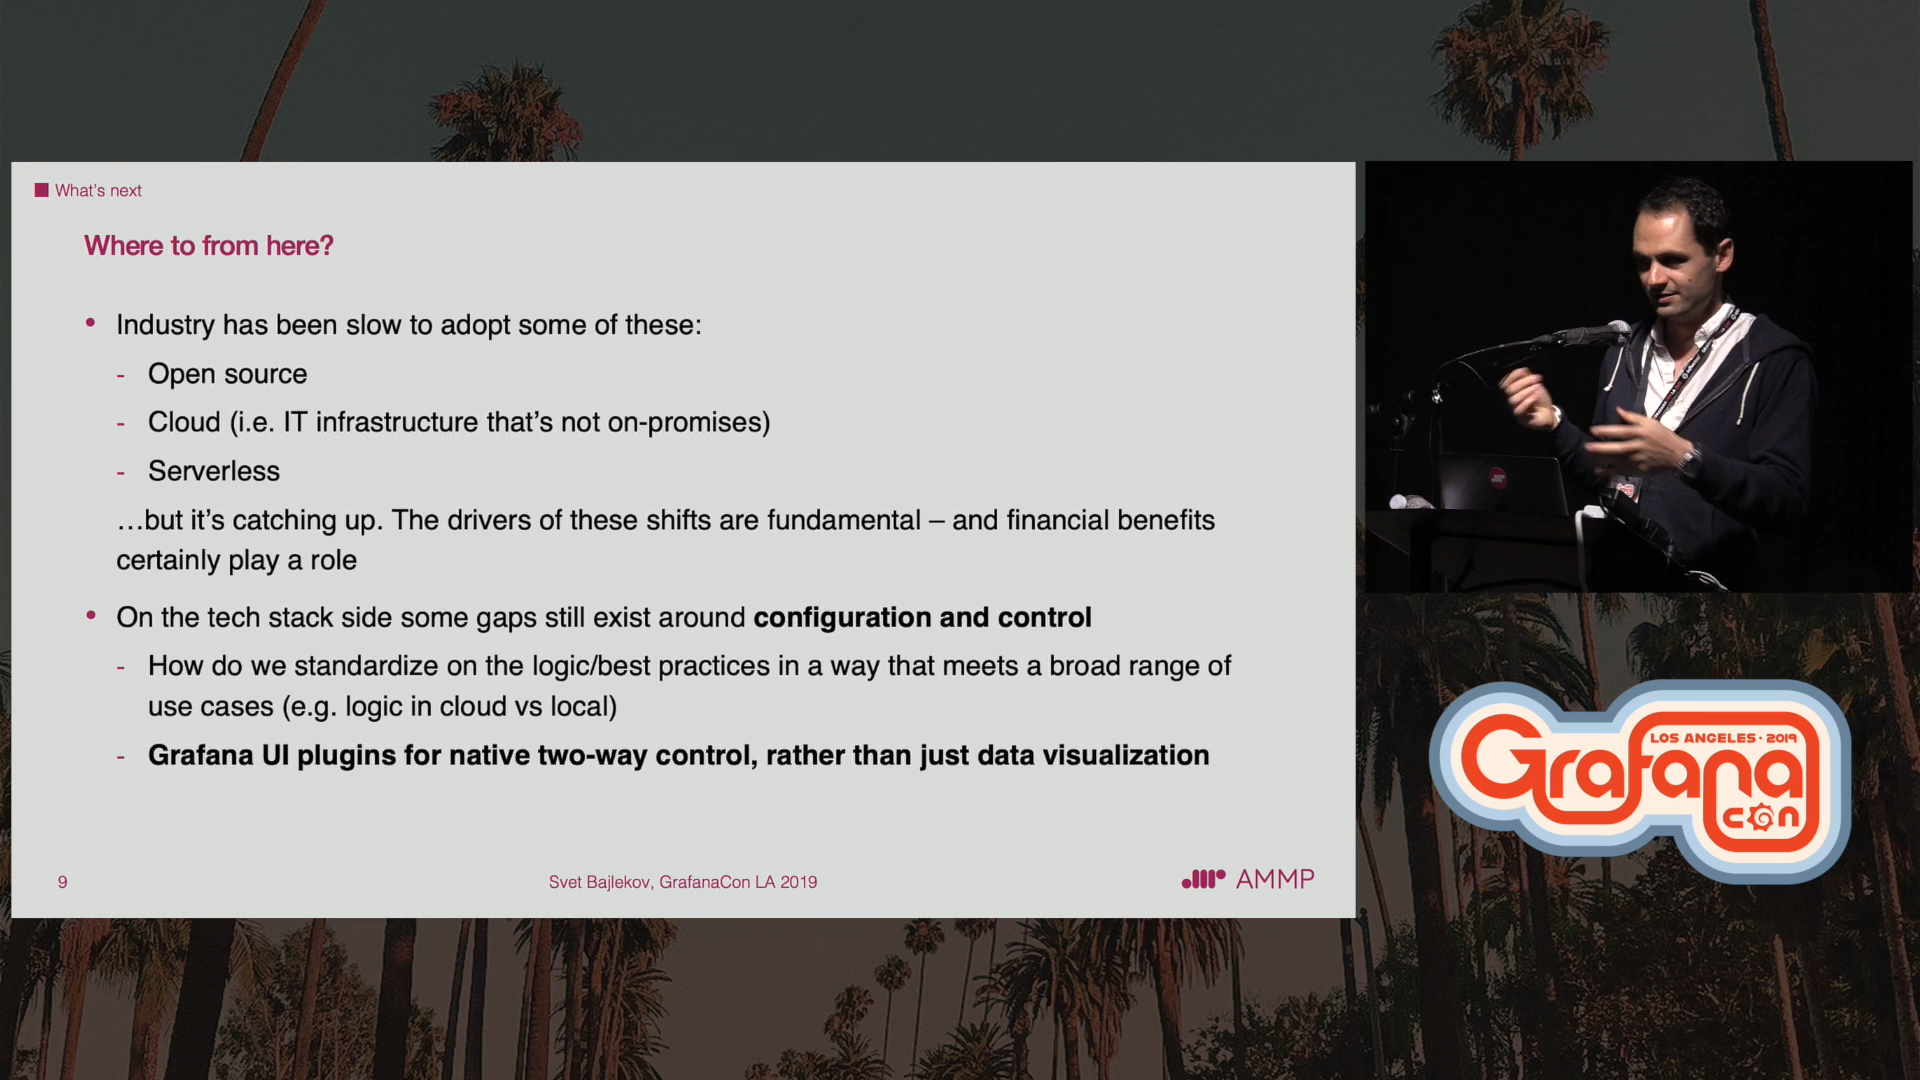 What's next
Where to from here?
• Industry has been slow to adopt some of these:
- Open source
- Cloud (i.e. IT infrastructure that's not on-promises)
- Serverless
…but it's catching up. The drivers of these shifts are fundamental – and financial benefits
certainly play a role
• On the tech stack side some gaps still exist around configuration and control
- How do we standardize on the logic/best practices in a way that meets a broad range of
use cases (e.g. logic in cloud vs local)
- Grafana UI plugins for native two-way control, rather than just data visualization
9
Svet Bajlekov, GrafanaCon LA 2019
AMMP
LOS ANGELES · 2019
Grafana
con